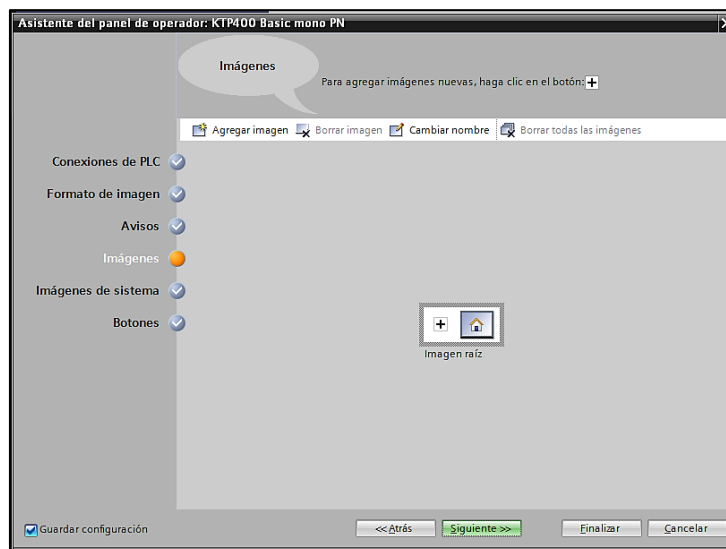 Asistente del panel de operador: KTP400 Basic mono PN
Imágenes
Para agregar imágenes nuevas, haga clic en el botón:
Agregar imagen Borrar imagen Cambiar nombre Borrar todas las imágenes
Conexiones de PLC
Formato de imagen
Avisos
Imágenes
Imágenes de sistema
Botones
Imagen raíz
Guardar configuración
<< Atrás Siguiente >> Finalizar Cancelar